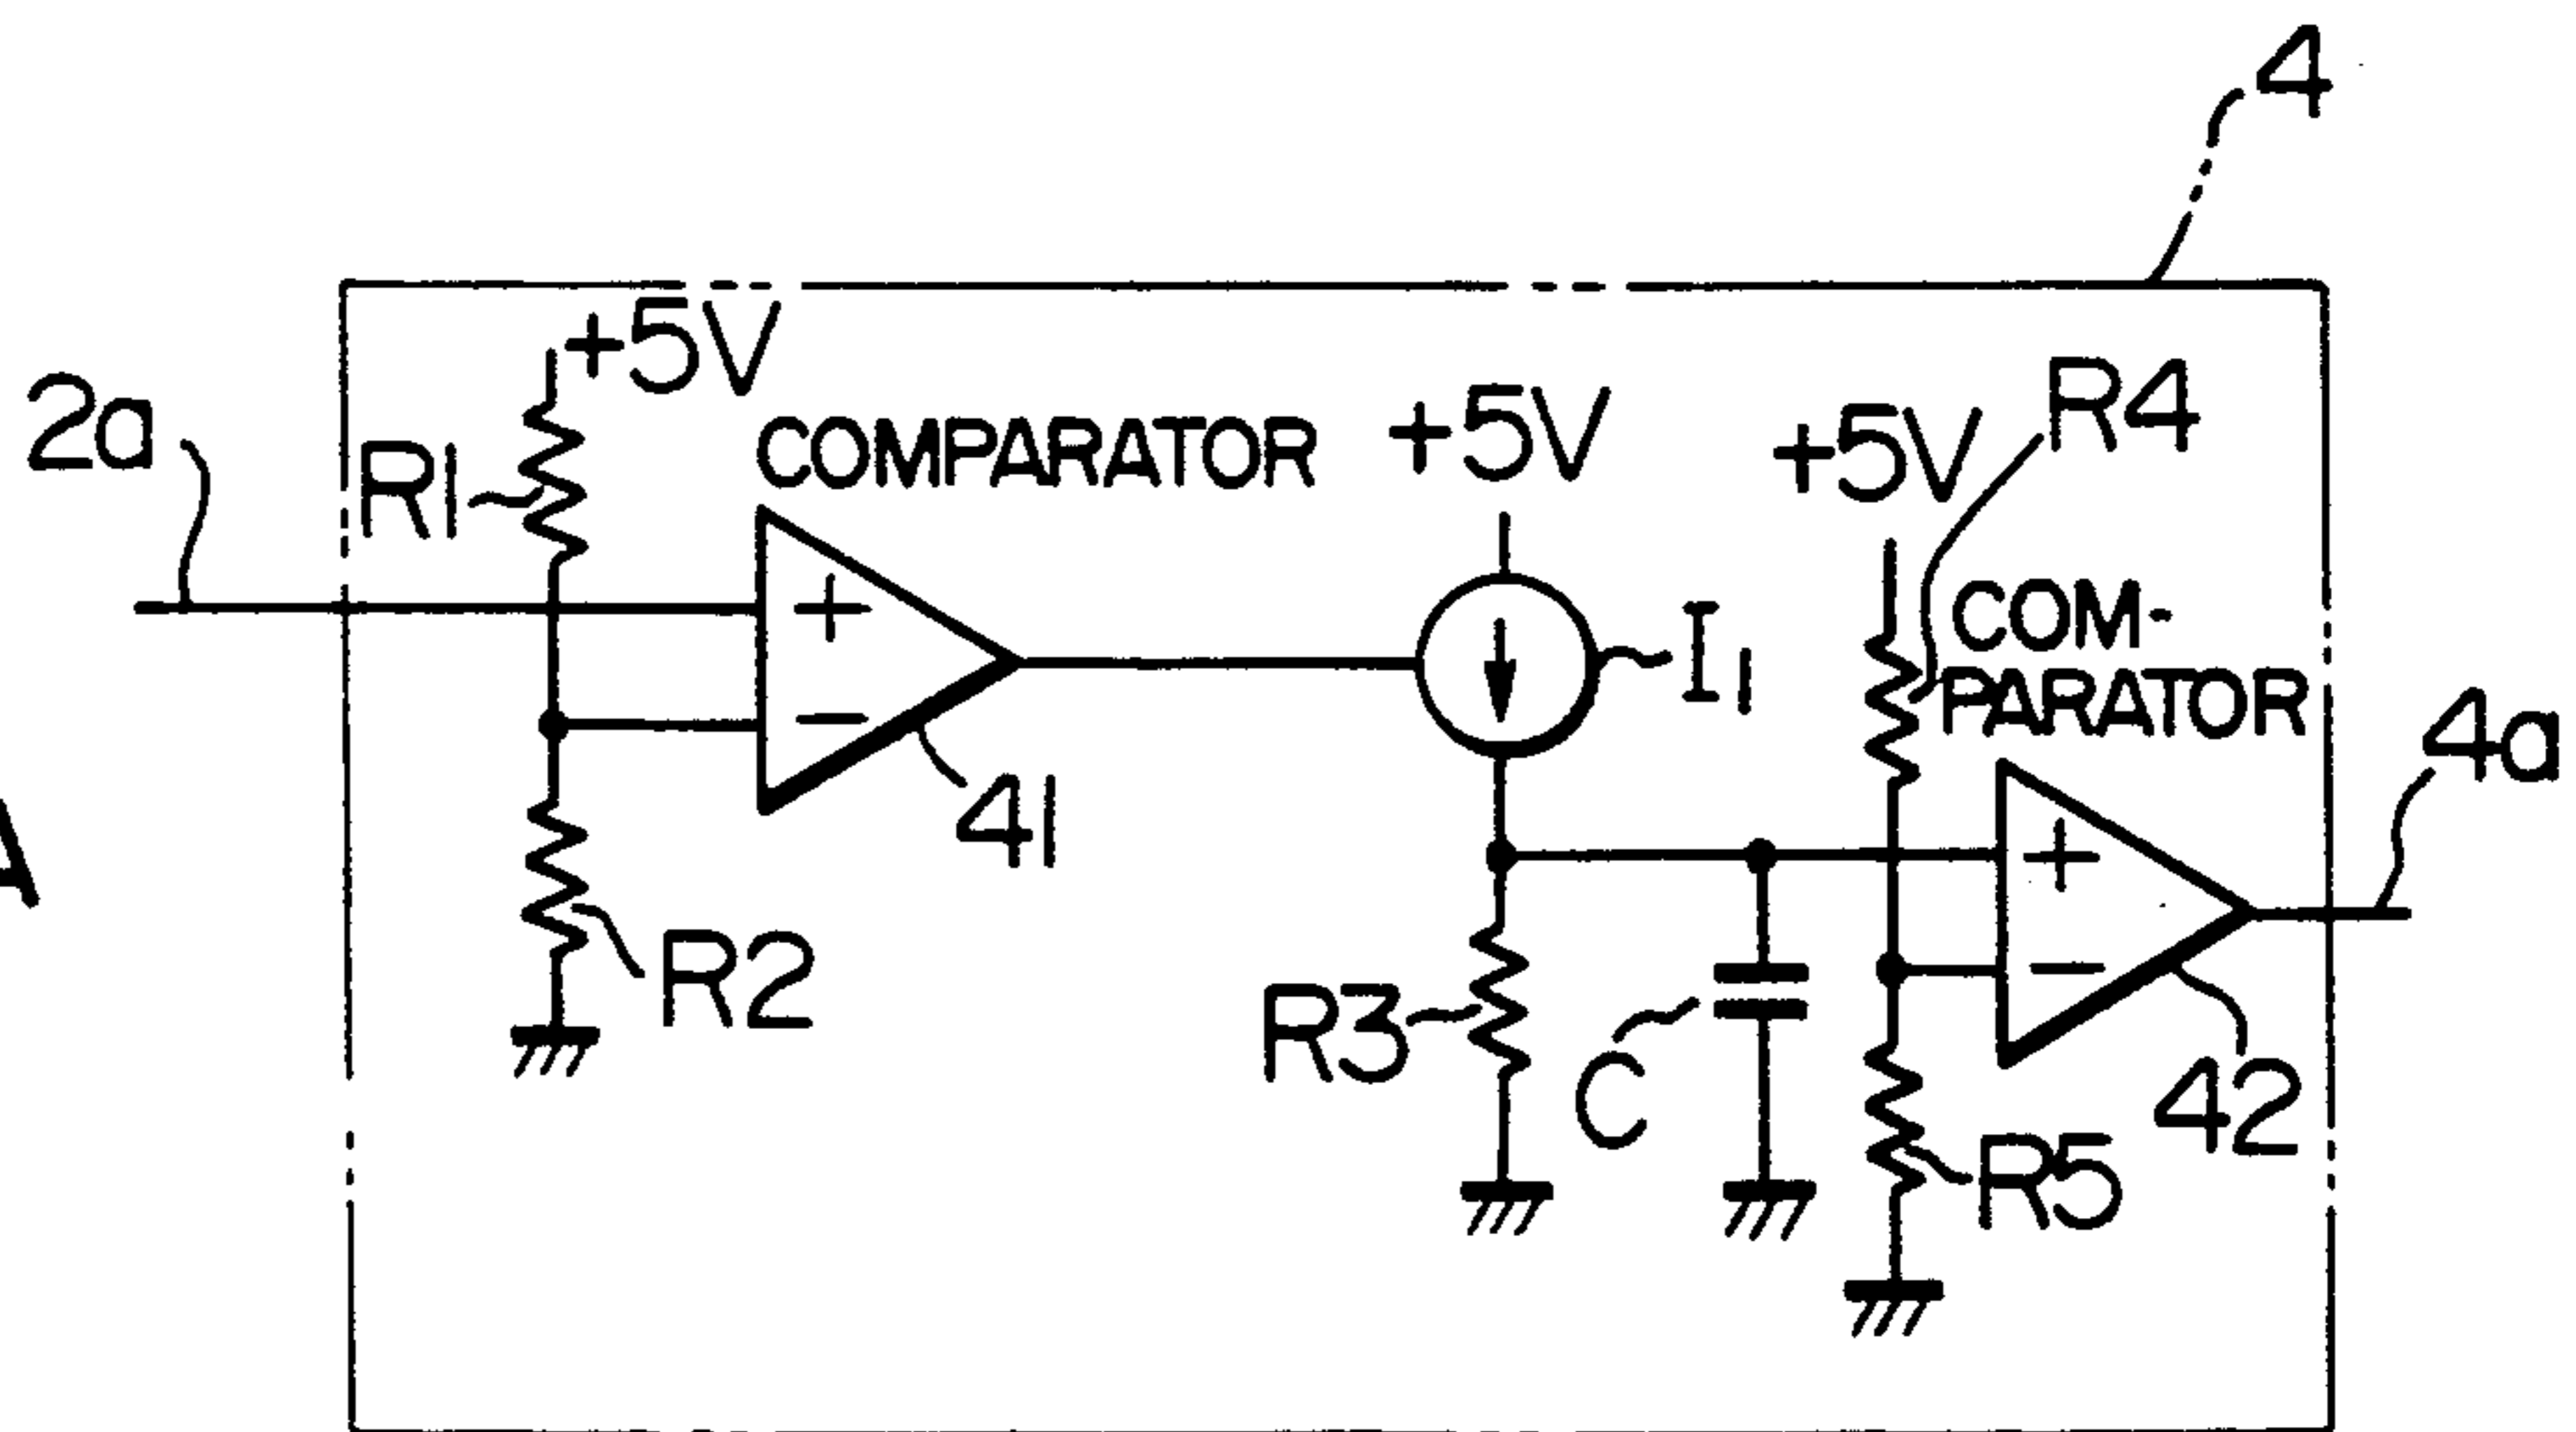 4
+5V
2a
R1
COMPARATOR
+5V
+5V
R4
COM-
PARATOR
I1
4a
41
A
R2
R3
C
42
R5